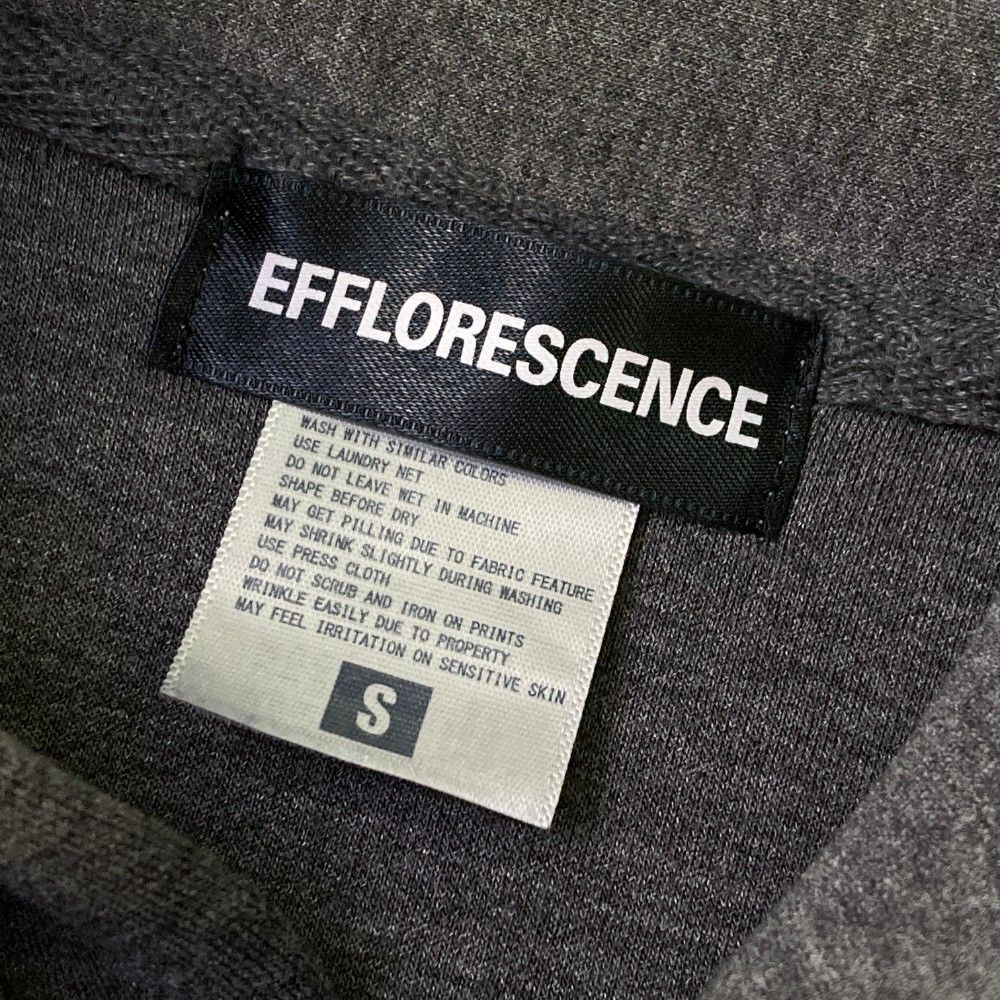 EFFLORESCENCE
WASH WITH SIMILAR COLORS
USE LAUNDRY NET
DO NOT LEAVE WET IN MACHINE
SHAPE BEFORE DRY
MAY GET PILLING DUE TO FABRIC FEATURE
MAY SHRINK SLIGHTLY DURING WASHING
USE PRESS CLOTH
DO NOT SCRUB AND IRON ON PRINTS
WRINKLE EASILY DUE TO PROPERTY
MAY FEEL IRRITATION ON SENSITIVE SKIN
S